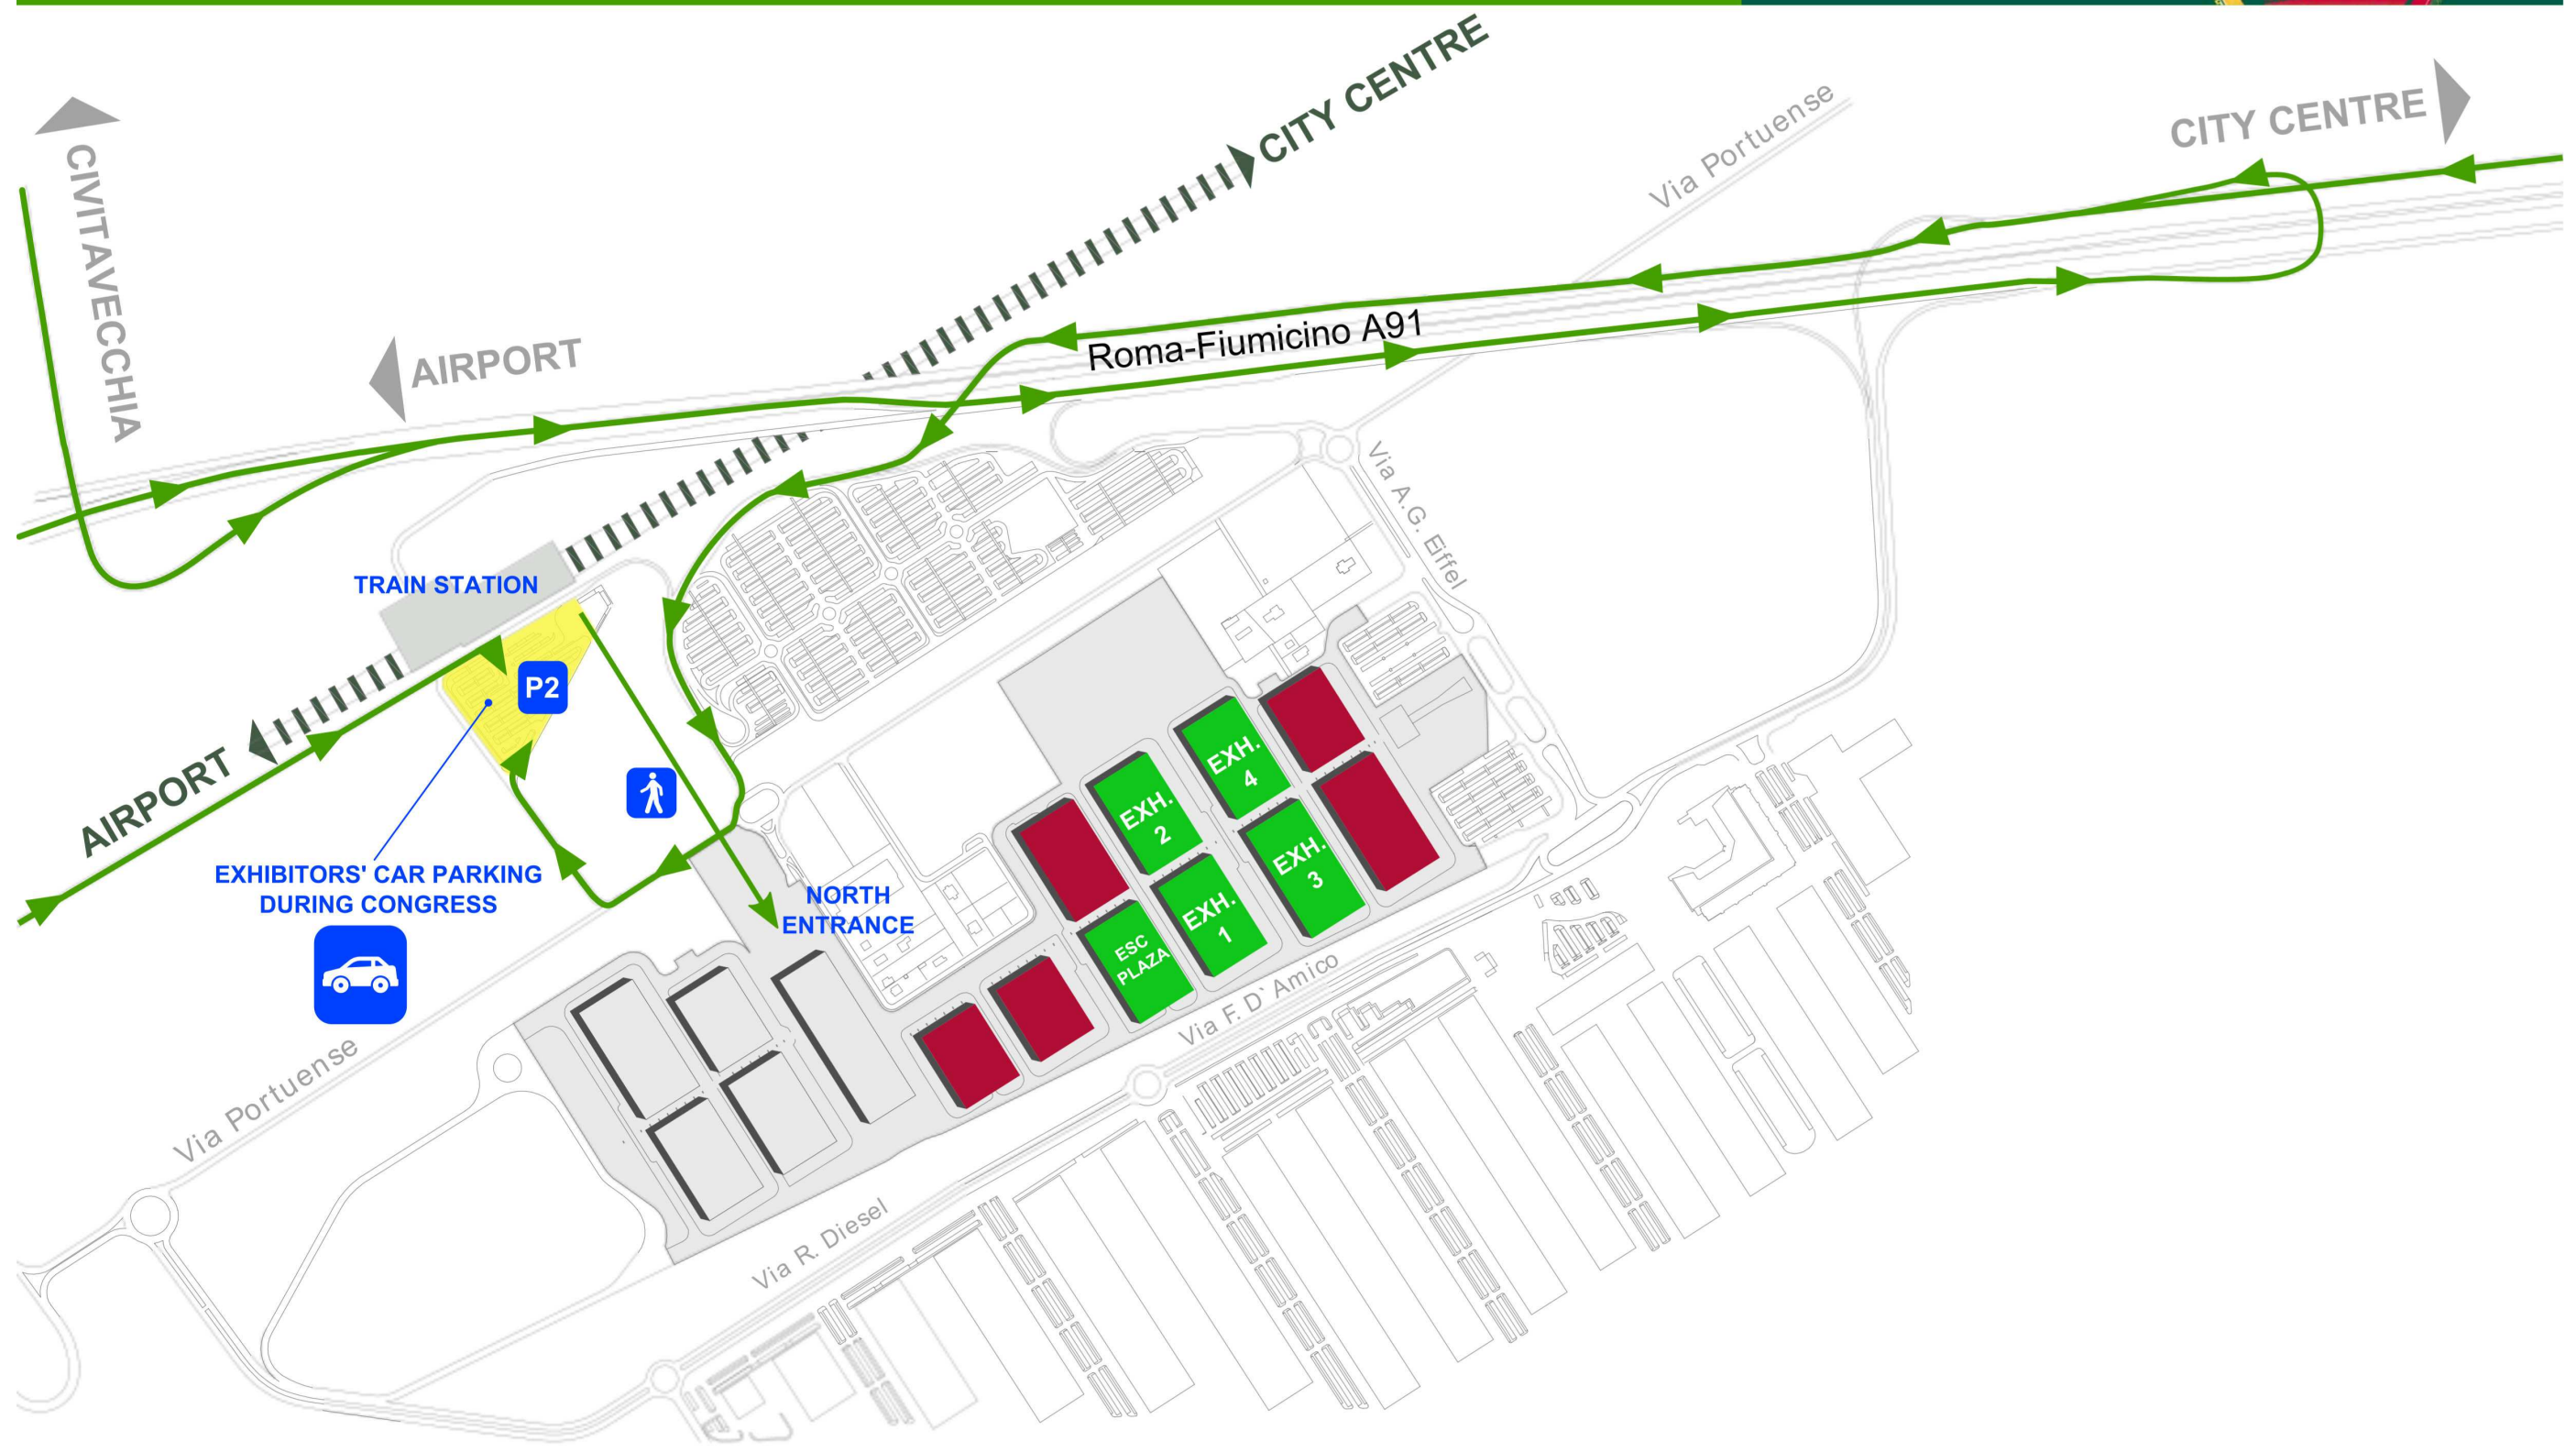 CITY CENTRE
CITY CENTRE
Via Portuense
CIVITAVECCHIA
AIRPORT
Roma-Fiumicino A91
Via A.G. Eiffel
TRAIN STATION
P2
AIRPORT
EXH.
4
EXH.
2
EXH.
3
EXH.
1
ESC
PLAZA
EXHIBITORS' CAR PARKING
DURING CONGRESS
NORTH
ENTRANCE
Via F. D` Amico
Via Portuense
Via R. Diesel